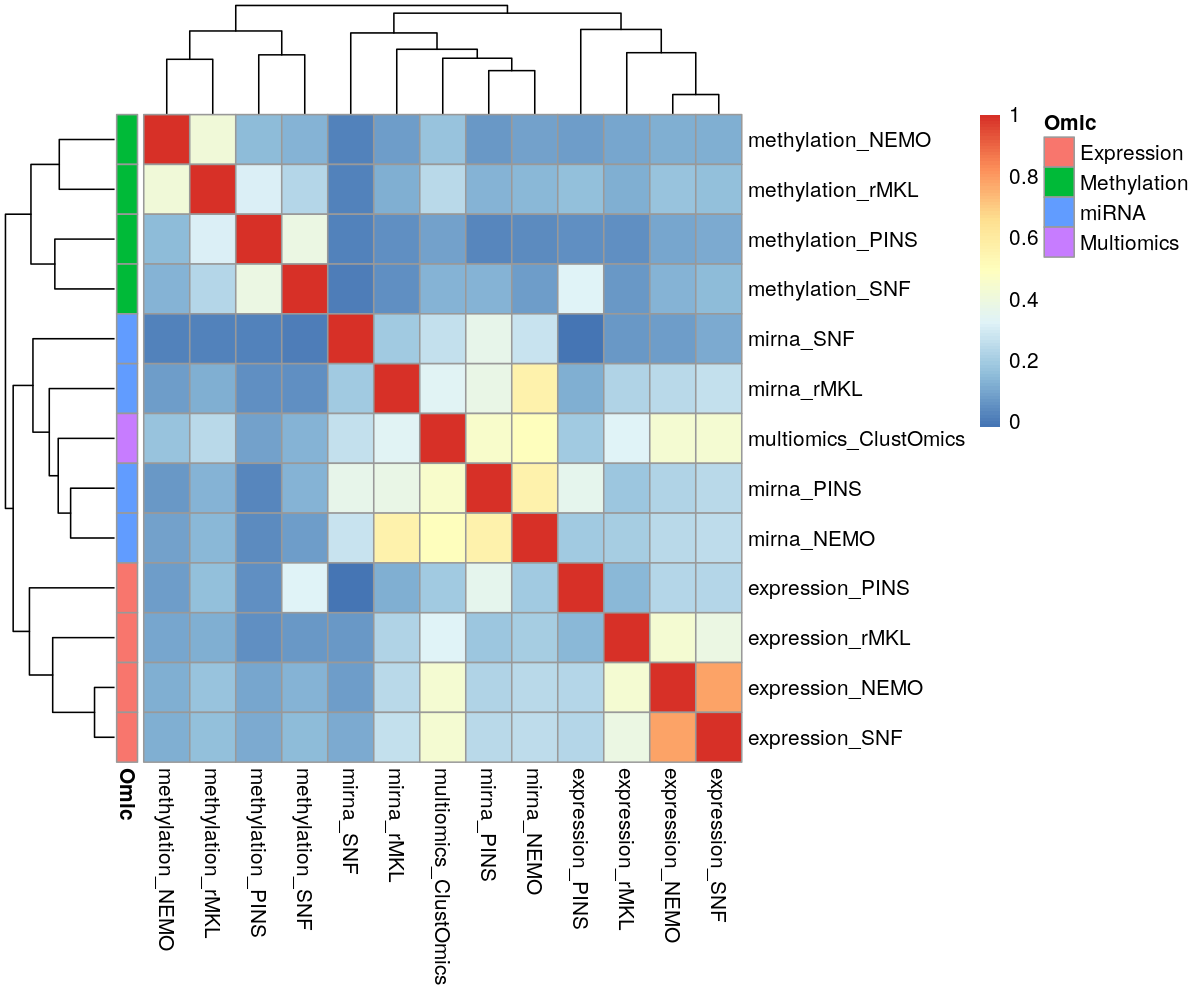 methylation_NEMO
methylation_rMKL
methylation_PINS
methylation_SNF
mirna_SNF
mirna_rMKL
multiomics_ClustOmics
mirna_PINS
mirna_NEMO
expression_PINS
expression_rMKL
expression_NEMO
expression_SNF
1
0.8
0.6
0.4
0.2
0
OmIc
Expression
Methylation
miRNA
Multiomics
OmIc
methylation_NEMO
methylation_rMKL
methylation_PINS
methylation_SNF
mirna_SNF
mirna_rMKL
multiomics_ClustOmics
mirna_PINS
mirna_NEMO
expression_PINS
expression_rMKL
expression_NEMO
expression_SNF